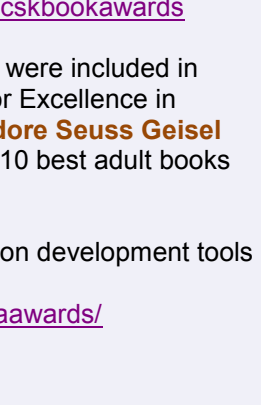 cskbookawards
were included in
or Excellence in
dore Seuss Geisel
10 best adult books
on development tools
aawards/